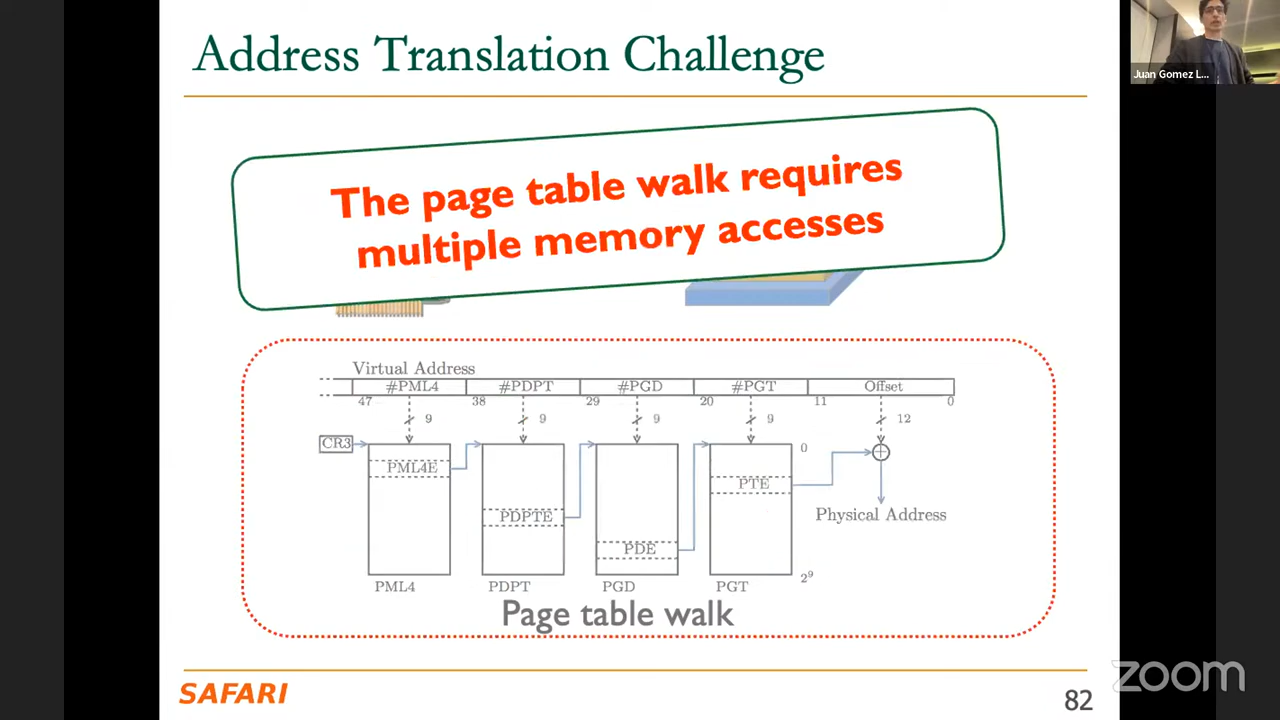 Address Translation Challenge
Juan Gomez L...
The page table walk requires
multiple memory accesses
Virtual Address
#PML4 #PDPT #PGD #PGT Offset
47 38 29 20 11 0
9 9 9 9 12
CR3
0
PML4E
PDPTE
PDE
PTE
Physical Address
2⁹
PML4 PDPT PGD PGT
Page table walk
SAFARI
82
zoom